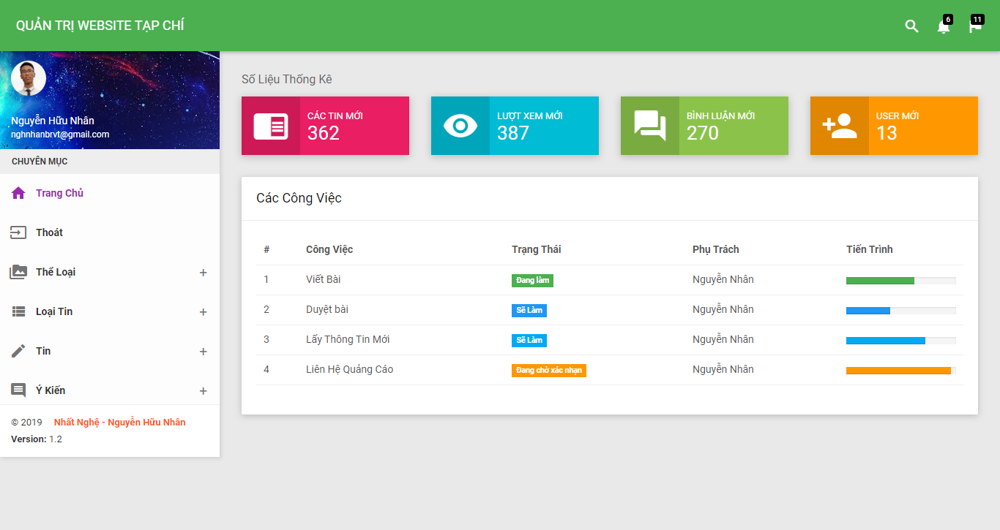 QUẢN TRỊ WEBSITE TẠP CHÍ
6
11
Nguyễn Hữu Nhân
nghnhanbrvt@gmail.com
CHUYÊN MỤC
Trang Chủ
Thoát
Thể Loại +
Loại Tin +
Tin +
Ý Kiến +
© 2019 Nhất Nghệ - Nguyễn Hữu Nhân
Version: 1.2
Số Liệu Thống Kê
CÁC TIN MỚI
362
LƯỢT XEM MỚI
387
BÌNH LUẬN MỚI
270
USER MỚI
13
Các Công Việc
# Công Việc Trạng Thái Phụ Trách Tiến Trình
1 Viết Bài Đang làm Nguyễn Nhân
2 Duyệt bài Sẽ Làm Nguyễn Nhân
3 Lấy Thông Tin Mới Sẽ Làm Nguyễn Nhân
4 Liên Hệ Quảng Cáo Đang chờ xác nhạn Nguyễn Nhân